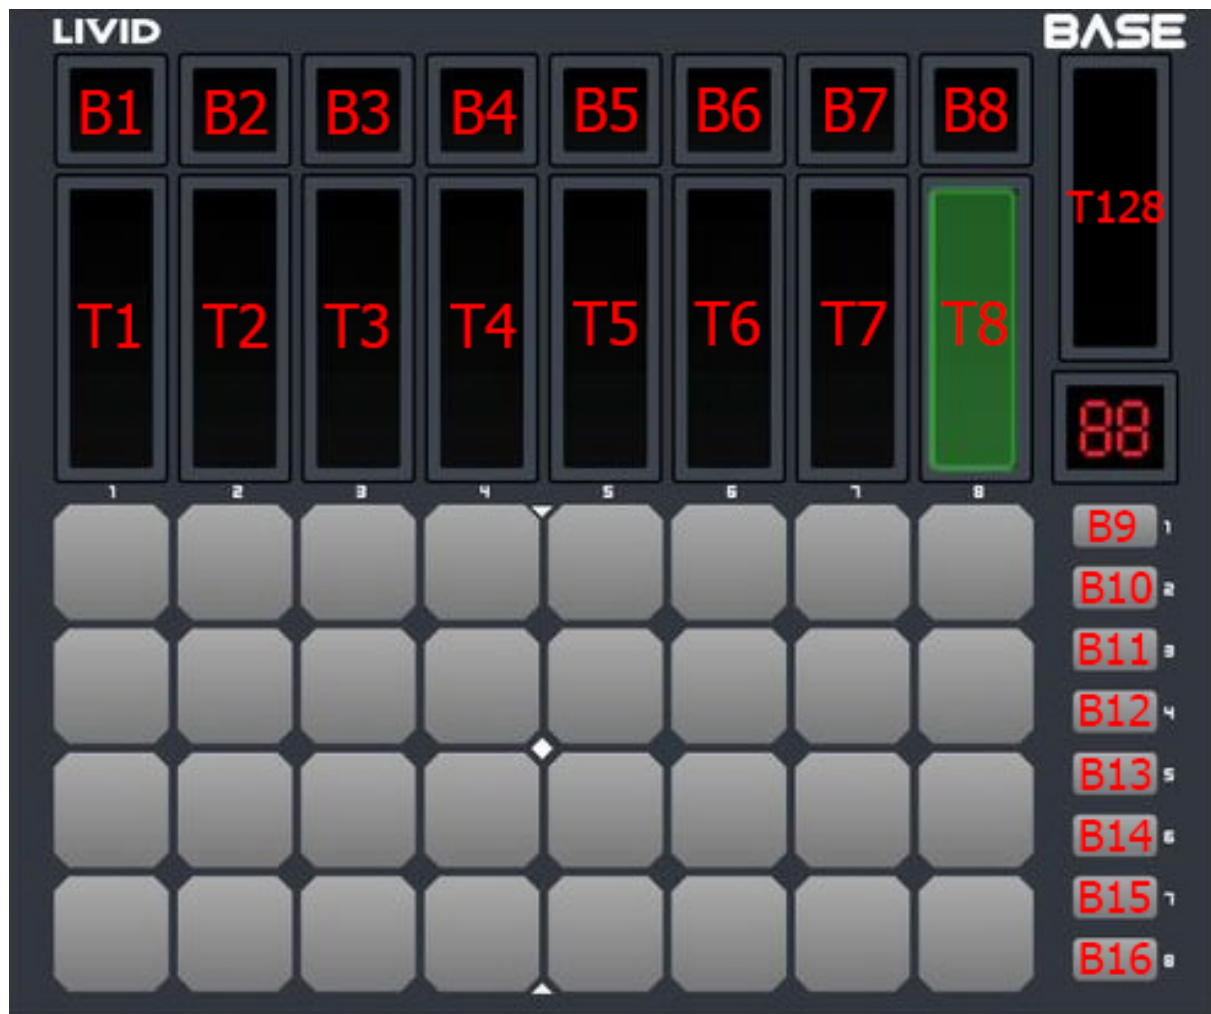 LIVID BASE
B1 B2 B3 B4 B5 B6 B7 B8
T128
T1 T2 T3 T4 T5 T6 T7 T8
88
1 2 3 4 5 6 7 8
B9 1
B10 2
B11 3
B12 4
B13 5
B14 6
B15 7
B16 8